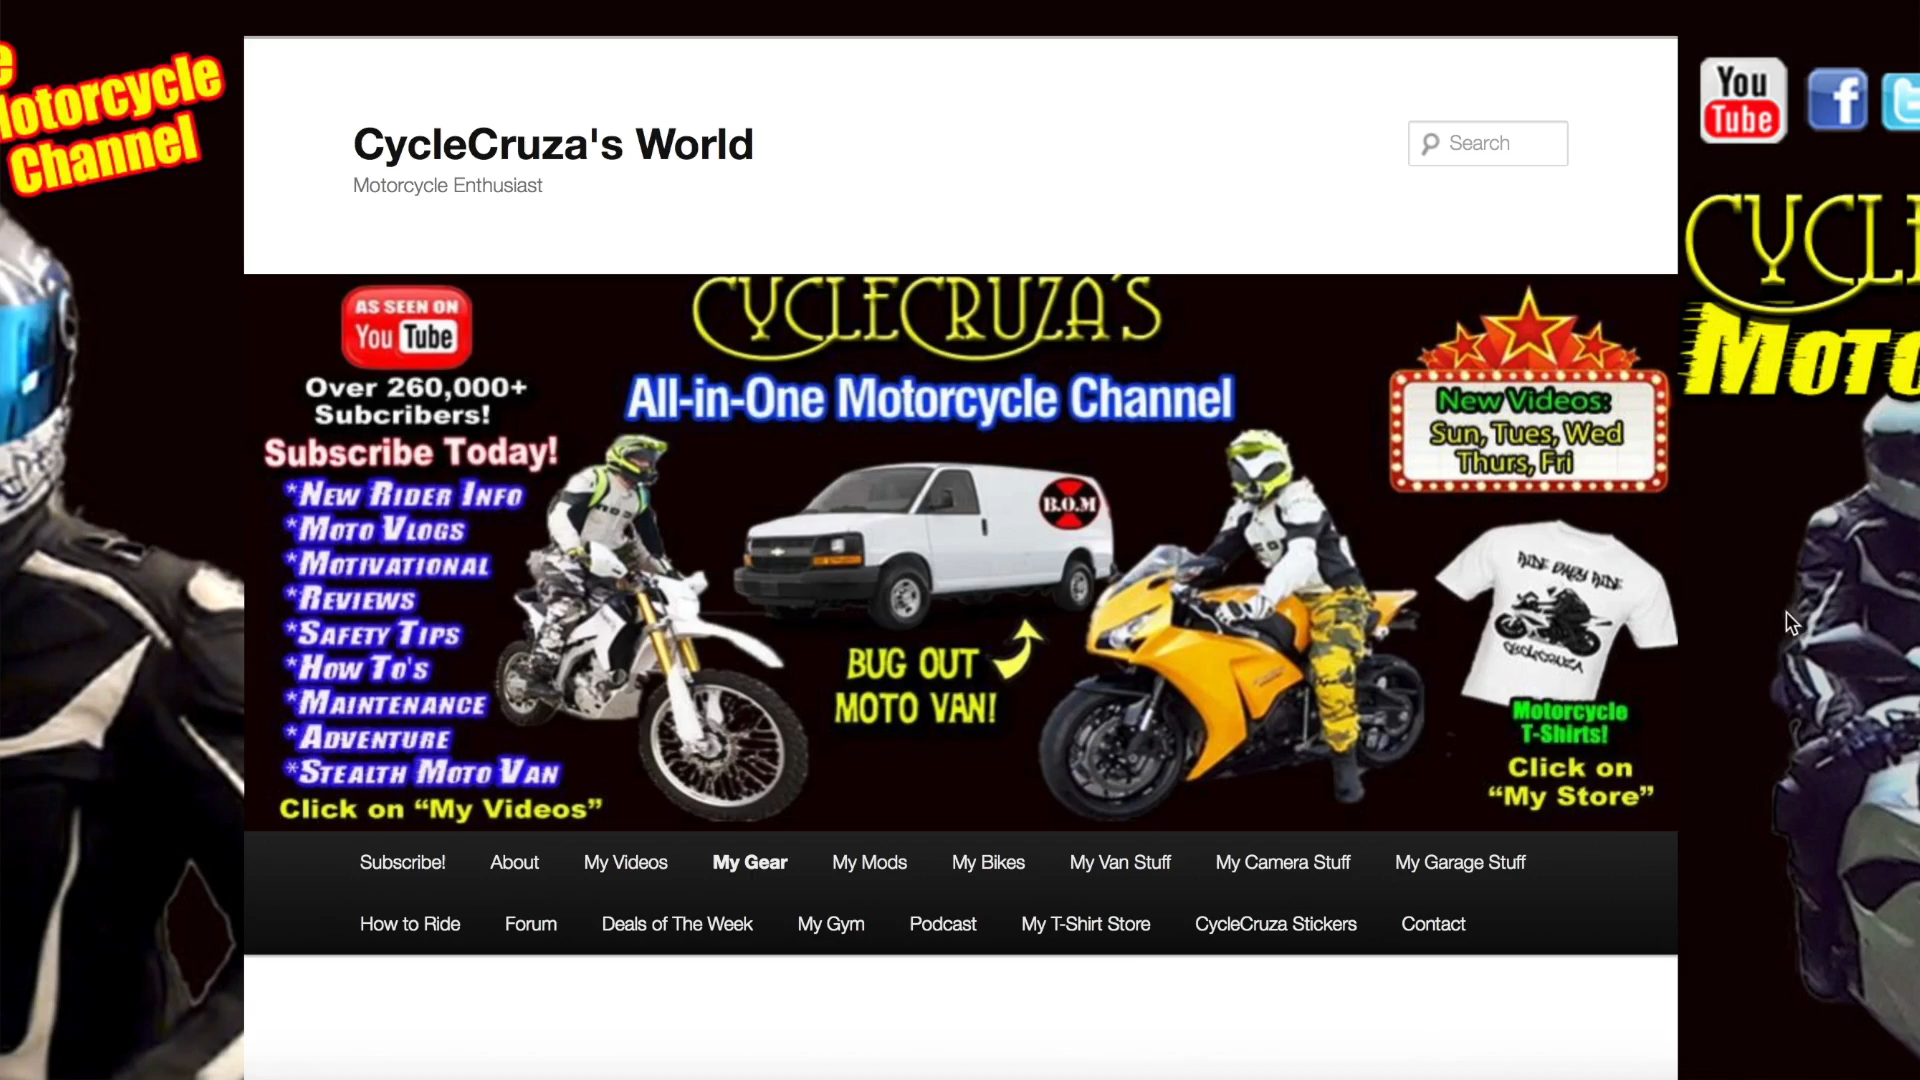 Motorcycle
Channel
CycleCruza's World
Motorcycle Enthusiast
Search
You
Tube
f
AS SEEN ON
You Tube
Over 260,000+
Subcribers!
Subscribe Today!
*New Rider Info
*Moto Vlogs
*Motivational
*Reviews
*Safety Tips
*How To's
*Maintenance
*Adventure
*Stealth Moto Van
Click on “My Videos”
CYCLECRUZA'S
All-in-One Motorcycle Channel
B.O.M
BUG OUT
MOTO VAN!
New Videos:
Sun, Tues, Wed
Thurs, Fri
RIDE DADDY RIDE
CYCLECRUZA
Motorcycle
T-Shirts!
Click on
“My Store”
Subscribe! About My Videos My Gear My Mods My Bikes My Van Stuff My Camera Stuff My Garage Stuff
How to Ride Forum Deals of The Week My Gym Podcast My T-Shirt Store CycleCruza Stickers Contact